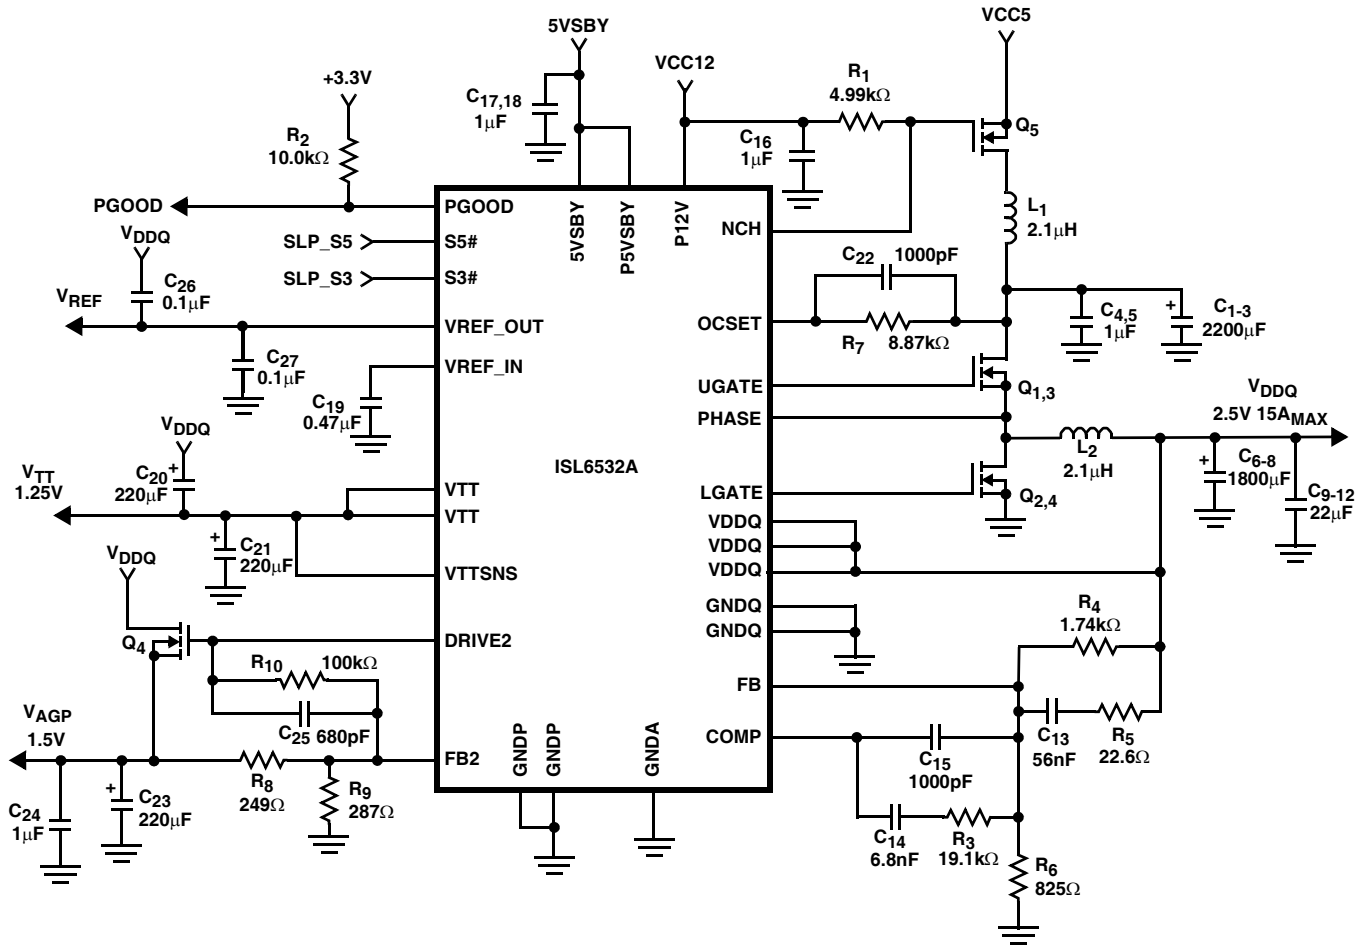 5VSBY
VCC5
VCC12
+3.3V
C17,18
1µF
R1
4.99kΩ
Q5
C16
1µF
R2
10.0kΩ
PGOOD
PGOOD
5VSBY
P5VSBY
P12V
NCH
L1
2.1µH
VDDQ
SLP_S5
S5#
SLP_S3
S3#
C22
1000pF
C26
0.1µF
VREF
VREF_OUT
OCSET
R7
8.87kΩ
C4,5
1µF
C1-3
2200µF
C27
0.1µF
VREF_IN
C19
0.47µF
UGATE
Q1,3
PHASE
VDDQ
2.5V 15AMAX
VDDQ
L2
2.1µH
ISL6532A
VTT
1.25V
C20
+
220µF
VTT
VTT
LGATE
Q2,4
+
C6-8
1800µF
C9-12
22µF
+
+
C21
220µF
VDDQ
VDDQ
VDDQ
VDDQ
VTTSNS
GNDQ
GNDQ
Q4
DRIVE2
R4
1.74kΩ
R10
100kΩ
C25
680pF
FB
VAGP
1.5V
FB2
R8
249Ω
R9
287Ω
C13
56nF
R5
22.6Ω
COMP
C15
1000pF
GNDP
GNDP
GNDA
C24
1µF
+
C23
220µF
C14
6.8nF
R3
19.1kΩ
R6
825Ω